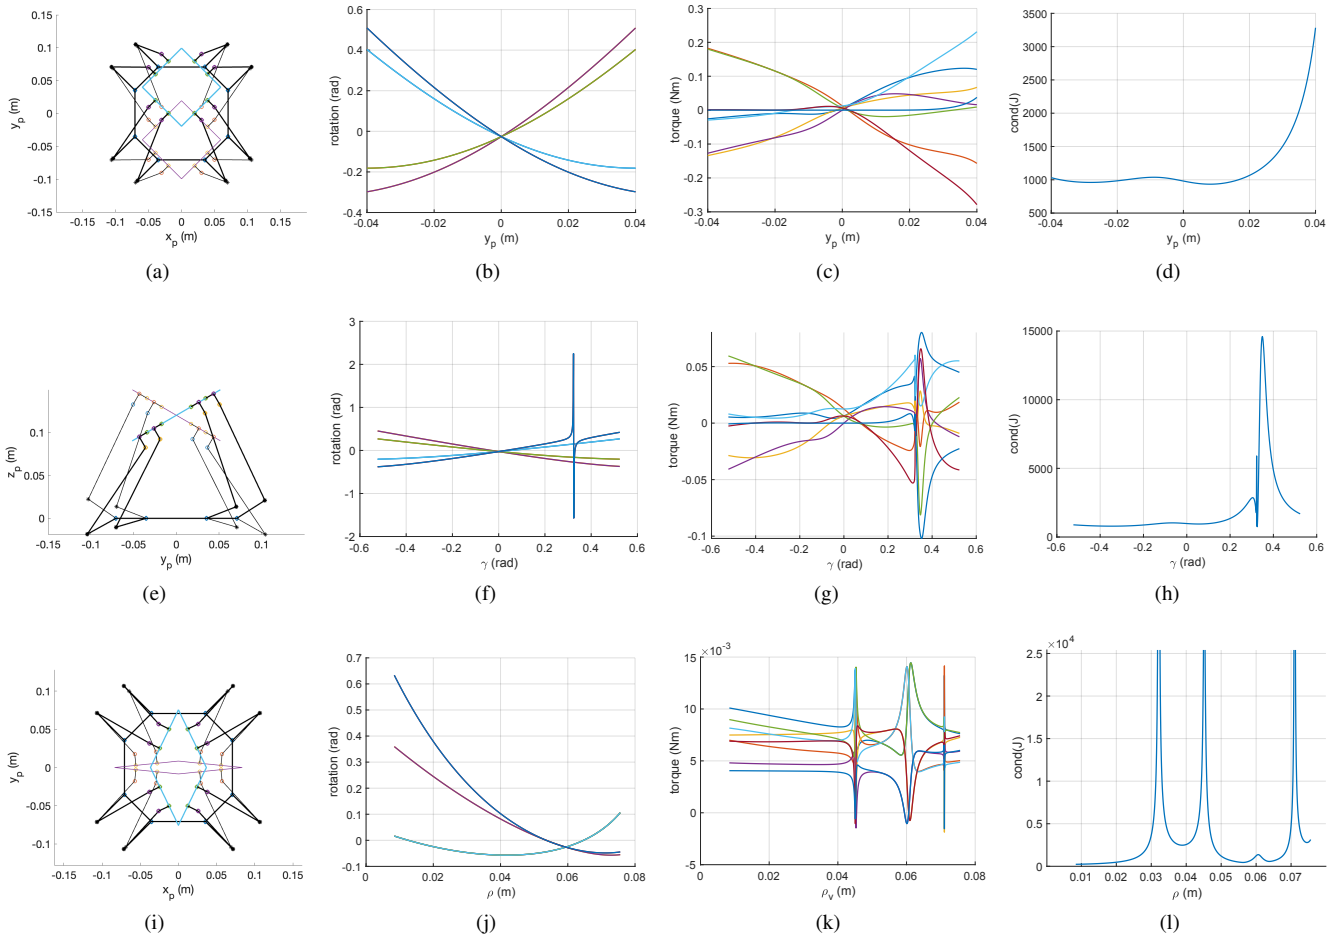 0.15
0.1
0.05
0
-0.05
-0.1
-0.15
-0.1 -0.05 0 0.05 0.1 0.15
y_p (m)
x_p (m)
(a)
0.6
0.4
0.2
0
-0.2
-0.4
-0.04 -0.02 0 0.02 0.04
rotation (rad)
y_p (m)
(b)
0.3
0.2
0.1
0
-0.1
-0.2
-0.3
-0.04 -0.02 0 0.02 0.04
torque (Nm)
y_p (m)
(c)
3500
3000
2500
2000
1500
1000
500
-0.04 -0.02 0 0.02 0.04
cond(J)
y_p (m)
(d)
0.1
0.05
0
-0.15 -0.1 -0.05 0 0.05 0.1 0.15
z_p (m)
y_p (m)
(e)
3
2
1
0
-1
-2
-0.6 -0.4 -0.2 0 0.2 0.4 0.6
rotation (rad)
γ (rad)
(f)
0.05
0
-0.05
-0.1
-0.6 -0.4 -0.2 0 0.2 0.4 0.6
torque (Nm)
γ (rad)
(g)
15000
10000
5000
0
-0.6 -0.4 -0.2 0 0.2 0.4 0.6
cond(J)
γ (rad)
(h)
0.1
0.05
0
-0.05
-0.1
-0.15 -0.1 -0.05 0 0.05 0.1 0.15
y_p (m)
x_p (m)
(i)
0.7
0.6
0.5
0.4
0.3
0.2
0.1
0
-0.1
0 0.02 0.04 0.06 0.08
rotation (rad)
ρ (m)
(j)
×10⁻³
15
10
5
0
-5
0 0.02 0.04 0.06 0.08
torque (Nm)
ρ_v (m)
(k)
×10⁴
2.5
2
1.5
1
0.5
0
0.01 0.02 0.03 0.04 0.05 0.06 0.07
cond(J)
ρ (m)
(l)